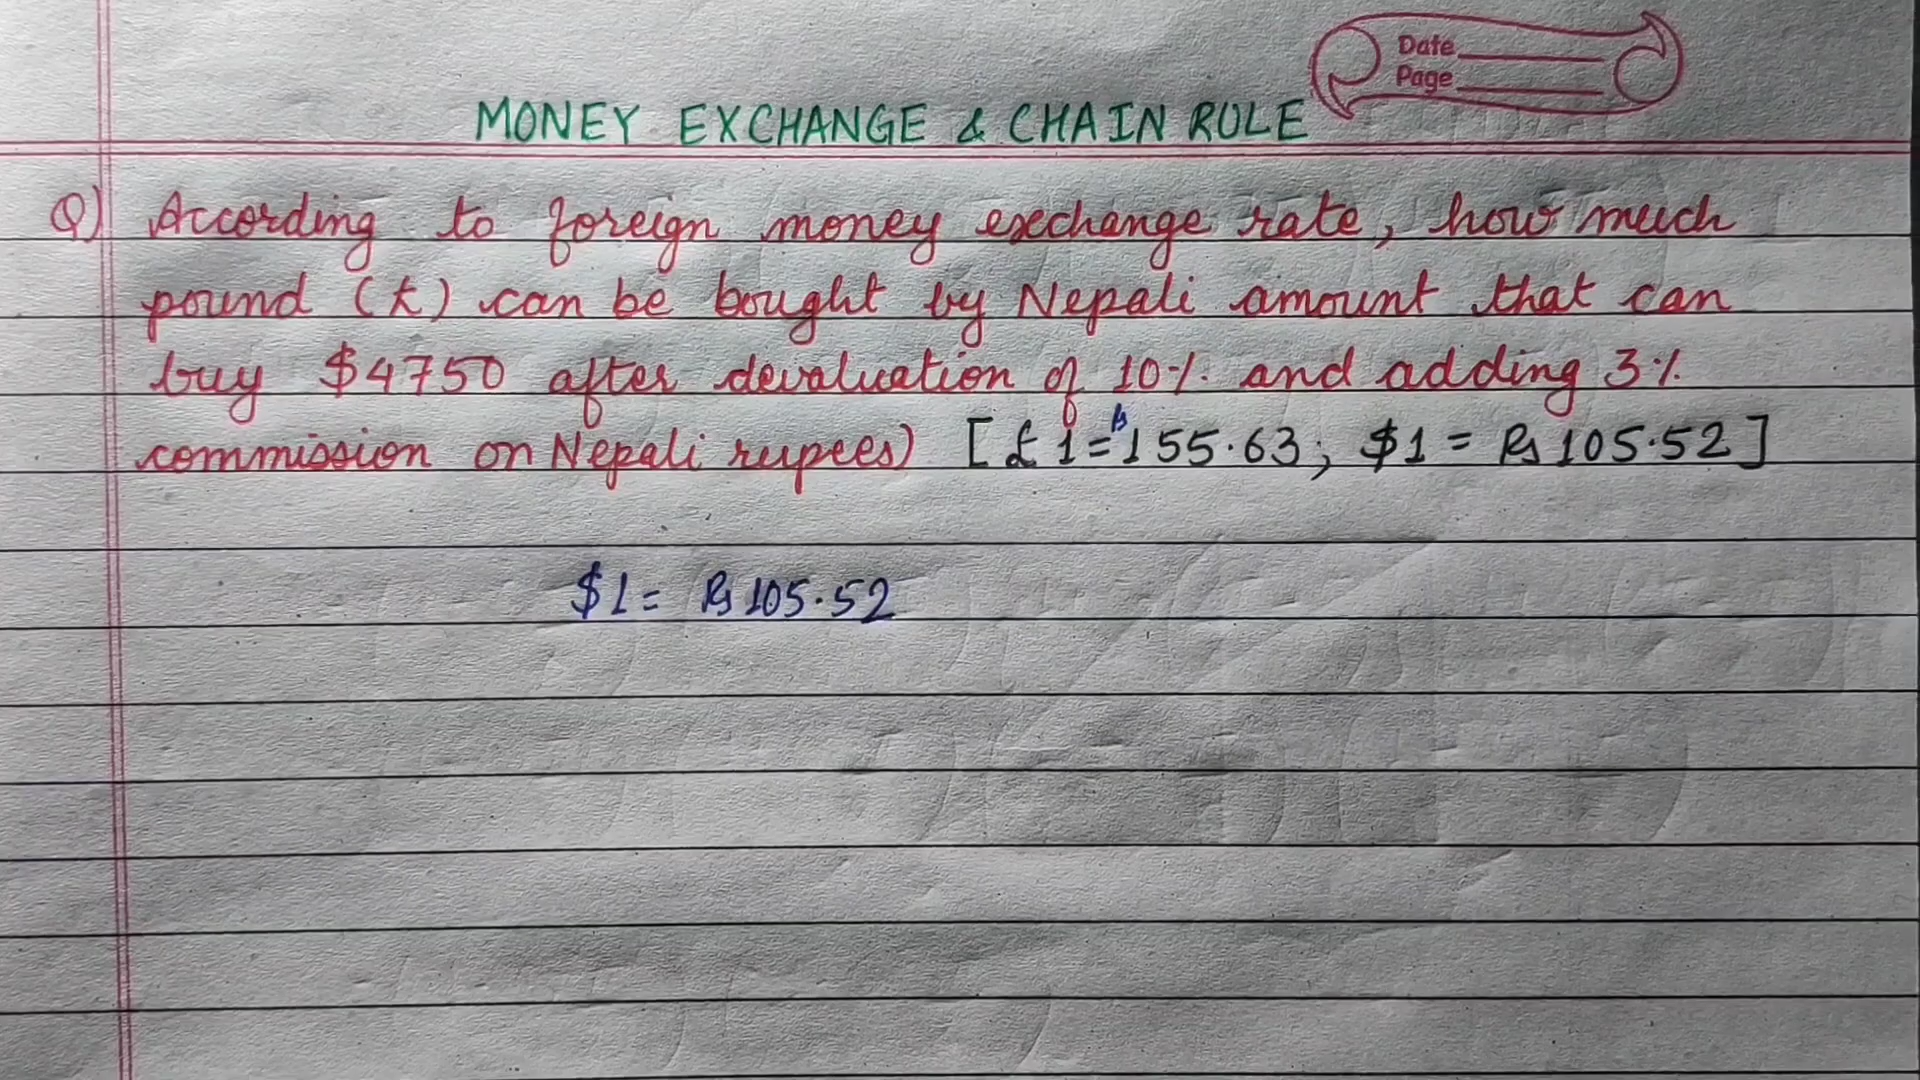 Date
Page
MONEY EXCHANGE & CHAIN RULE
Q) According to foreign money exchange rate, how much
pound (£) can be bought by Nepali amount that can
buy $4750 after devaluation of 10% and adding 3%
commission on Nepali rupees) [£1=Rs155.63; $1 = Rs 105.52]
$1= Rs 105.52